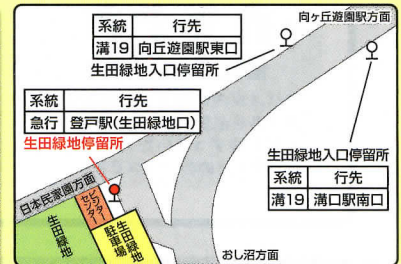 向ヶ丘遊園駅方面
系統 行先
溝19 向丘遊園駅東口
生田緑地入口停留所
系統 行先
急行 登戸駅(生田緑地口)
生田緑地停留所
生田緑地入口停留所
系統 行先
溝19 溝口駅南口
日本民家園方面
ビジターセンター
生田緑地
生田緑地駐車場
おし沼方面